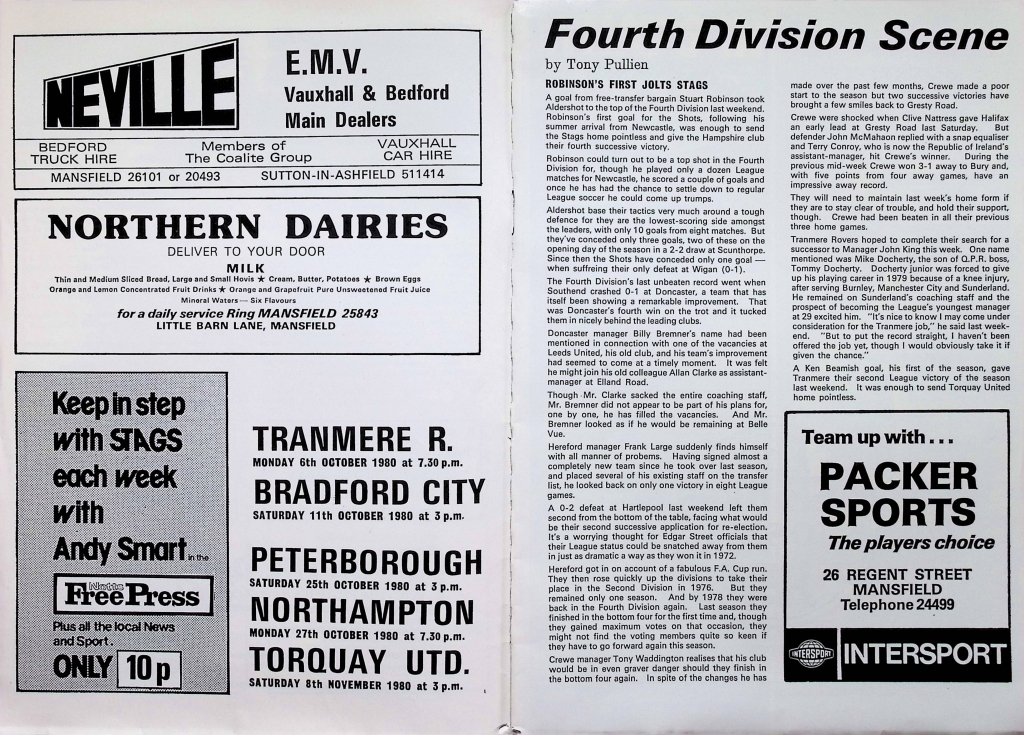 NEVILLE
E.M.V.
Vauxhall & Bedford
Main Dealers
BEDFORD
TRUCK HIRE
Members of
The Coalite Group
VAUXHALL
CAR HIRE
MANSFIELD 26101 or 20493 SUTTON-IN-ASHFIELD 511414
NORTHERN DAIRIES
DELIVER TO YOUR DOOR
MILK
Thin and Medium Sliced Bread, Large and Small Hovis ★ Cream, Butter, Potatoes ★ Brown Eggs
Orange and Lemon Concentrated Fruit Drinks ★ Orange and Grapefruit Pure Unsweetened Fruit Juice
Mineral Waters — Six Flavours
for a daily service Ring MANSFIELD 25843
LITTLE BARN LANE, MANSFIELD
Keep in step
with STAGS
each week
with
Andy Smart in the
Notts
Free Press
Plus all the local News
and Sport.
ONLY 10p
TRANMERE R.
MONDAY 6th OCTOBER 1980 at 7.30 p.m.
BRADFORD CITY
SATURDAY 11th OCTOBER 1980 at 3 p.m.
PETERBOROUGH
SATURDAY 25th OCTOBER 1980 at 3 p.m.
NORTHAMPTON
MONDAY 27th OCTOBER 1980 at 7.30 p.m.
TORQUAY UTD.
SATURDAY 8th NOVEMBER 1980 at 3 p.m.
Fourth Division Scene
by Tony Pullien
ROBINSON'S FIRST JOLTS STAGS
A goal from free-transfer bargain Stuart Robinson took
Aldershot to the top of the Fourth Division last weekend.
Robinson's first goal for the Shots, following his
summer arrival from Newcastle, was enough to send
the Stags home pointless and give the Hampshire club
their fourth successive victory.
Robinson could turn out to be a top shot in the Fourth
Division for, though he played only a dozen League
matches for Newcastle, he scored a couple of goals and
once he has had the chance to settle down to regular
League soccer he could come up trumps.
Aldershot base their tactics very much around a tough
defence for they are the lowest-scoring side amongst
the leaders, with only 10 goals from eight matches. But
they've conceded only three goals, two of these on the
opening day of the season in a 2-2 draw at Scunthorpe.
Since then the Shots have conceded only one goal —
when suffreing their only defeat at Wigan (0-1).
The Fourth Division's last unbeaten record went when
Southend crashed 0-1 at Doncaster, a team that has
itself been showing a remarkable improvement. That
was Doncaster's fourth win on the trot and it tucked
them in nicely behind the leading clubs.
Doncaster manager Billy Bremner's name had been
mentioned in connection with one of the vacancies at
Leeds United, his old club, and his team's improvement
had seemed to come at a timely moment. It was felt
he might join his old colleague Allan Clarke as assistant-
manager at Elland Road.
Though Mr. Clarke sacked the entire coaching staff,
Mr. Bremner did not appear to be part of his plans for,
one by one, he has filled the vacancies. And Mr.
Bremner looked as if he would be remaining at Belle
Vue.
Hereford manager Frank Large suddenly finds himself
with all manner of probems. Having signed almost a
completely new team since he took over last season,
and placed several of his existing staff on the transfer
list, he looked back on only one victory in eight League
games.
A 0-2 defeat at Hartlepool last weekend left them
second from the bottom of the table, facing what would
be their second successive application for re-election.
It's a worrying thought for Edgar Street officials that
their League status could be snatched away from them
in just as dramatic a way as they won it in 1972.
Hereford got in on account of a fabulous F.A. Cup run.
They then rose quickly up the divisions to take their
place in the Second Division in 1976. But they
remained only one season. And by 1978 they were
back in the Fourth Division again. Last season they
finished in the bottom four for the first time and, though
they gained maximum votes on that occasion, they
might not find the voting members quite so keen if
they have to go forward again this season.
Crewe manager Tony Waddington realises that his club
would be in even graver danger should they finish in
the bottom four again. In spite of the changes he has
made over the past few months, Crewe made a poor
start to the season but two successive victories have
brought a few smiles back to Gresty Road.
Crewe were shocked when Clive Nattress gave Halifax
an early lead at Gresty Road last Saturday. But
defender John McMahaon replied with a snap equaliser
and Terry Conroy, who is now the Republic of Ireland's
assistant-manager, hit Crewe's winner. During the
previous mid-week Crewe won 3-1 away to Bury and,
with five points from four away games, have an
impressive away record.
They will need to maintain last week's home form if
they are to stay clear of trouble, and hold their support,
though. Crewe had been beaten in all their previous
three home games.
Tranmere Rovers hoped to complete their search for a
successor to Manager John King this week. One name
mentioned was Mike Docherty, the son of Q.P.R. boss,
Tommy Docherty. Docherty junior was forced to give
up his playing career in 1979 because of a knee injury,
after serving Burnley, Manchester City and Sunderland.
He remained on Sunderland's coaching staff and the
prospect of becoming the League's youngest manager
at 29 excited him. "It's nice to know I may come under
consideration for the Tranmere job," he said last week-
end. "But to put the record straight, I haven't been
offered the job yet, though I would obviously take it if
given the chance."
A Ken Beamish goal, his first of the season, gave
Tranmere their second League victory of the season
last weekend. It was enough to send Torquay United
home pointless.
Team up with ...
PACKER
SPORTS
The players choice
26 REGENT STREET
MANSFIELD
Telephone 24499
INTERSPORT
INTERSPORT